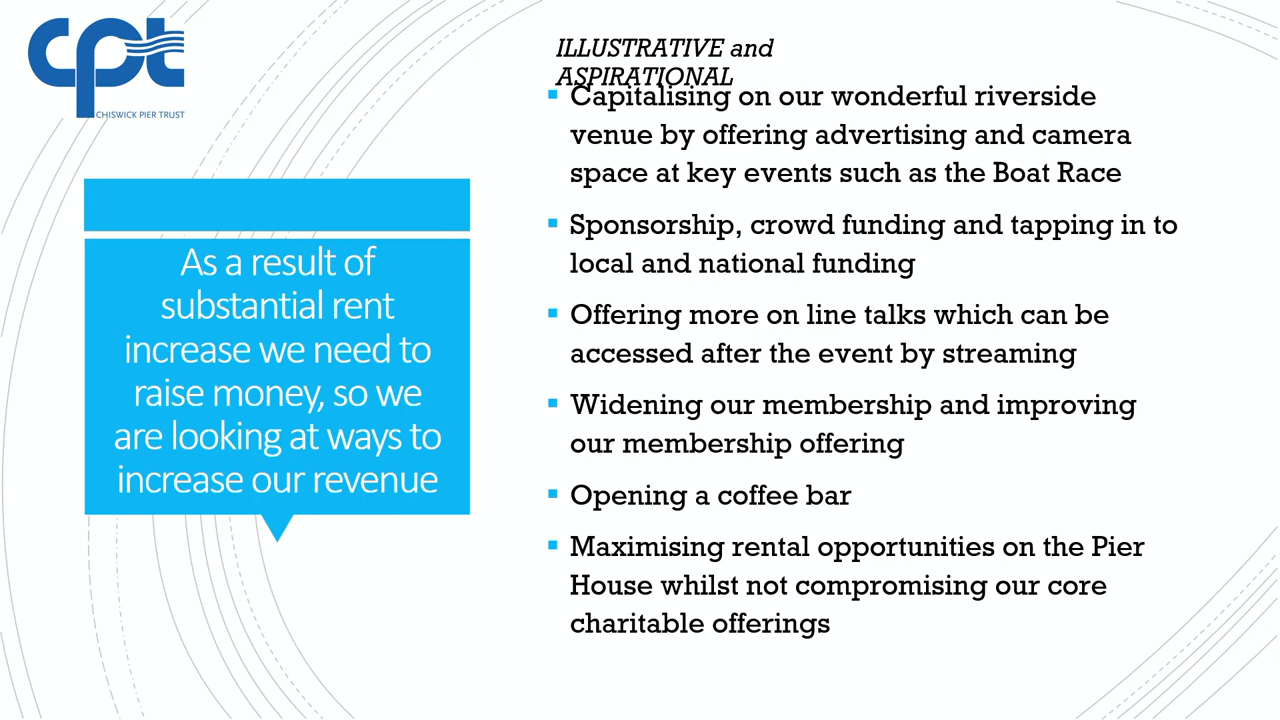 cpt
CHISWICK PIER TRUST
As a result of
substantial rent
increase we need to
raise money, so we
are looking at ways to
increase our revenue
ILLUSTRATIVE and
ASPIRATIONAL
▪ Capitalising on our wonderful riverside
venue by offering advertising and camera
space at key events such as the Boat Race
▪ Sponsorship, crowd funding and tapping in to
local and national funding
▪ Offering more on line talks which can be
accessed after the event by streaming
▪ Widening our membership and improving
our membership offering
▪ Opening a coffee bar
▪ Maximising rental opportunities on the Pier
House whilst not compromising our core
charitable offerings